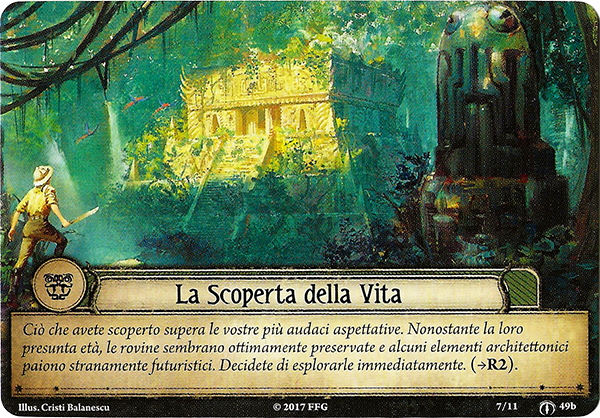 La Scoperta della Vita
Ciò che avete scoperto supera le vostre più audaci aspettative. Nonostante la loro
presunta età, le rovine sembrano ottimamente preservate e alcuni elementi architettonici
paiono stranamente futuristici. Decidete di esplorarle immediatamente. (→R2).
Illus. Cristi Balanescu
© 2017 FFG
7/11
49b